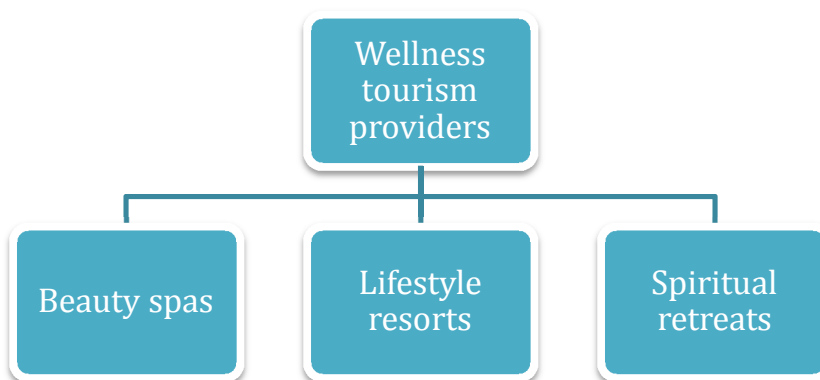 Wellness
tourism
providers
Beauty spas
Lifestyle
resorts
Spiritual
retreats